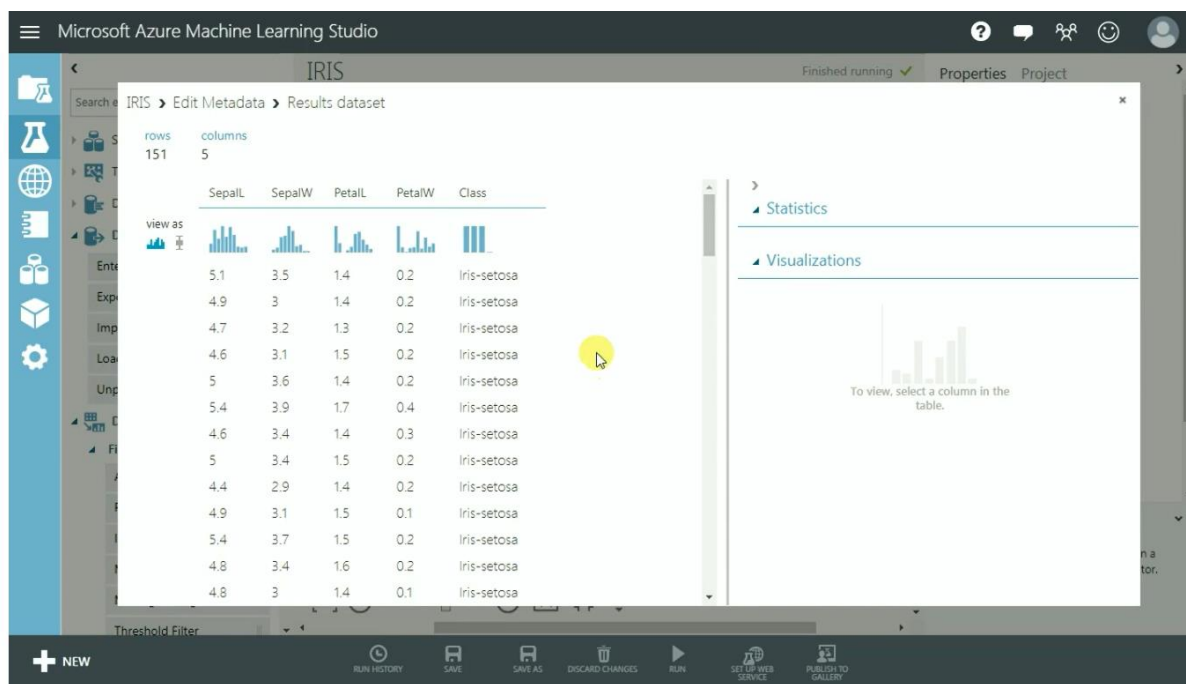 Microsoft Azure Machine Learning Studio
IRIS
Finished running
Properties Project
Search e
IRIS > Edit Metadata > Results dataset
rows columns
151 5
SepalL SepalW PetalL PetalW Class
view as
5.1 3.5 1.4 0.2 Iris-setosa
4.9 3 1.4 0.2 Iris-setosa
4.7 3.2 1.3 0.2 Iris-setosa
4.6 3.1 1.5 0.2 Iris-setosa
5 3.6 1.4 0.2 Iris-setosa
5.4 3.9 1.7 0.4 Iris-setosa
4.6 3.4 1.4 0.3 Iris-setosa
5 3.4 1.5 0.2 Iris-setosa
4.4 2.9 1.4 0.2 Iris-setosa
4.9 3.1 1.5 0.1 Iris-setosa
5.4 3.7 1.5 0.2 Iris-setosa
4.8 3.4 1.6 0.2 Iris-setosa
4.8 3 1.4 0.1 Iris-setosa
Statistics
Visualizations
To view, select a column in the
table.
Ente
Expo
Imp
Loa
Unp
Fi
n a
tor.
Threshold Filter
NEW
RUN HISTORY
SAVE
SAVE AS
DISCARD CHANGES
RUN
SET UP WEB
SERVICE
PUBLISH TO
GALLERY